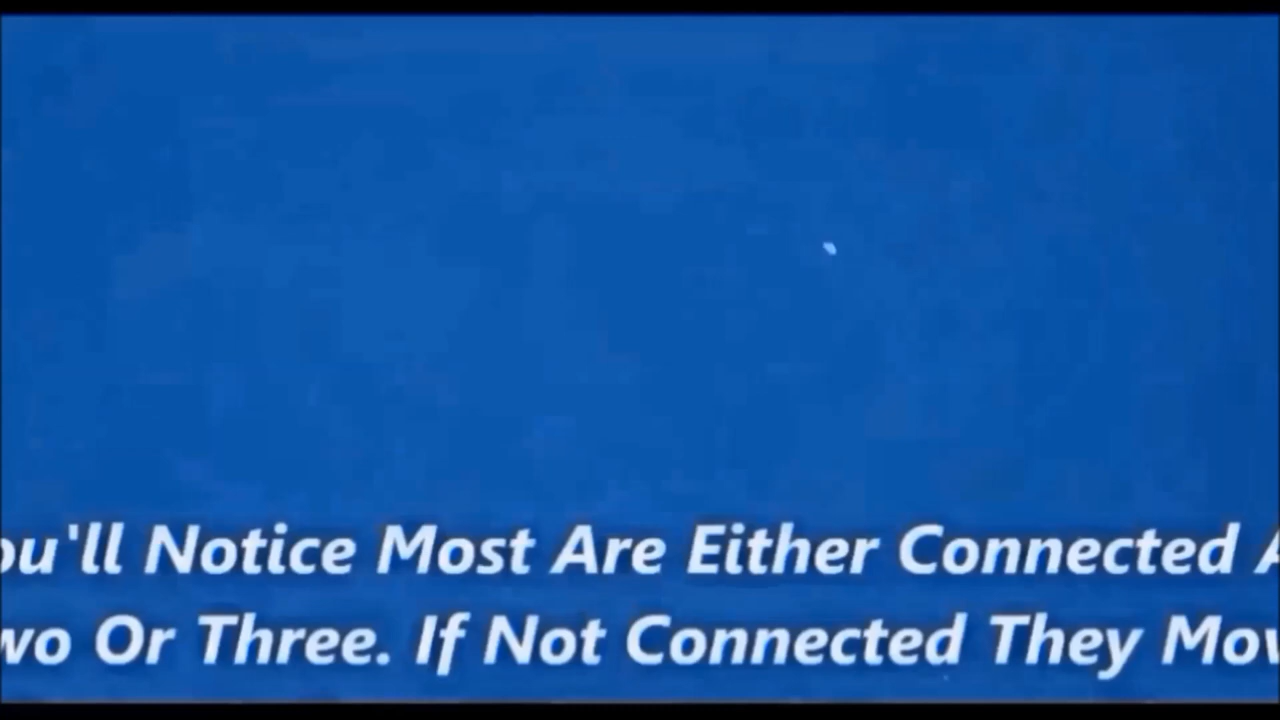 ou'll Notice Most Are Either Connected A
wo Or Three. If Not Connected They Mov